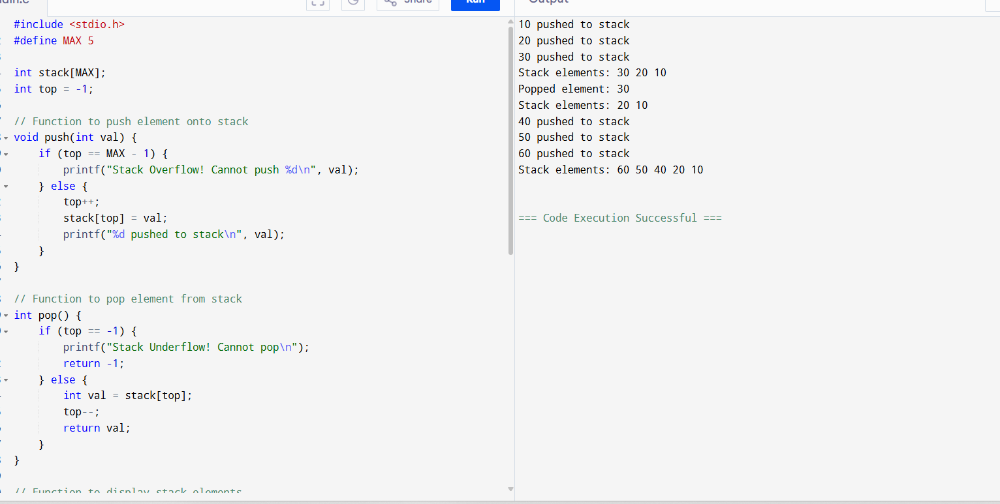 Share
Run
Output
#include <stdio.h>
#define MAX 5
int stack[MAX];
int top = -1;
// Function to push element onto stack
void push(int val) {
    if (top == MAX - 1) {
        printf("Stack Overflow! Cannot push %d\n", val);
    } else {
        top++;
        stack[top] = val;
        printf("%d pushed to stack\n", val);
    }
}
// Function to pop element from stack
int pop() {
    if (top == -1) {
        printf("Stack Underflow! Cannot pop\n");
        return -1;
    } else {
        int val = stack[top];
        top--;
        return val;
    }
}
// Function to display stack elements
10 pushed to stack
20 pushed to stack
30 pushed to stack
Stack elements: 30 20 10
Popped element: 30
Stack elements: 20 10
40 pushed to stack
50 pushed to stack
60 pushed to stack
Stack elements: 60 50 40 20 10
=== Code Execution Successful ===